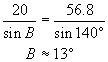 20/sin B = 56.8/sin 140°
B ≈ 13°